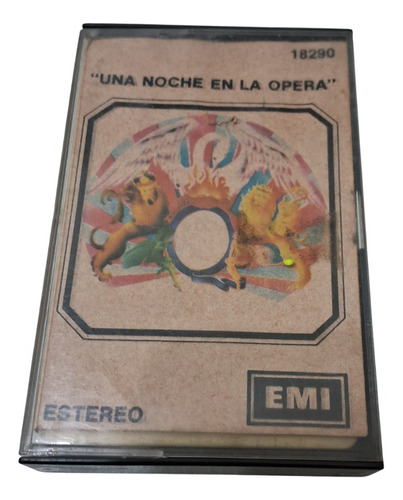 18290
"UNA NOCHE EN LA OPERA"
ESTEREO
EMI